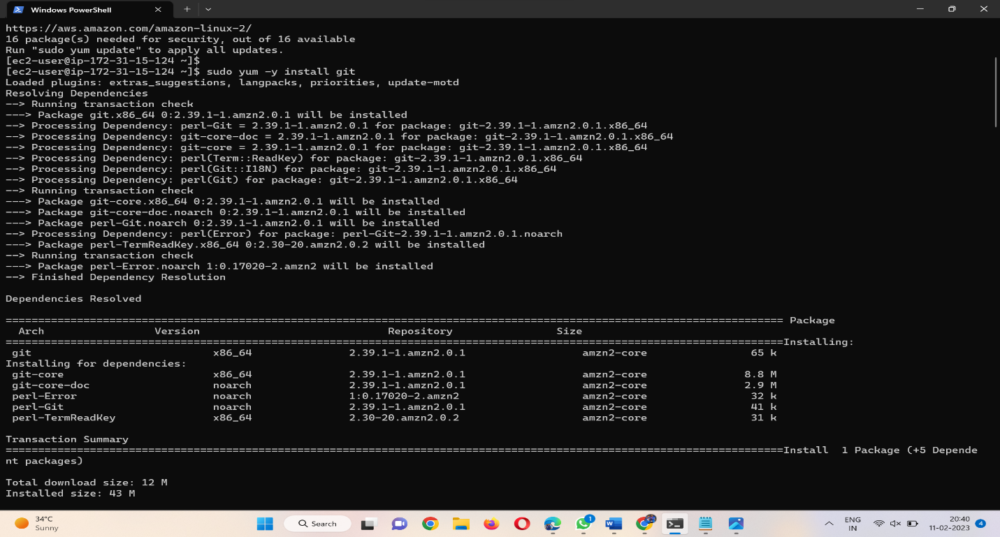 Windows PowerShell
https://aws.amazon.com/amazon-linux-2/
16 package(s) needed for security, out of 16 available
Run "sudo yum update" to apply all updates.
[ec2-user@ip-172-31-15-124 ~]$
[ec2-user@ip-172-31-15-124 ~]$ sudo yum -y install git
Loaded plugins: extras_suggestions, langpacks, priorities, update-motd
Resolving Dependencies
--> Running transaction check
---> Package git.x86_64 0:2.39.1-1.amzn2.0.1 will be installed
--> Processing Dependency: perl-Git = 2.39.1-1.amzn2.0.1 for package: git-2.39.1-1.amzn2.0.1.x86_64
--> Processing Dependency: git-core-doc = 2.39.1-1.amzn2.0.1 for package: git-2.39.1-1.amzn2.0.1.x86_64
--> Processing Dependency: git-core = 2.39.1-1.amzn2.0.1 for package: git-2.39.1-1.amzn2.0.1.x86_64
--> Processing Dependency: perl(Term::ReadKey) for package: git-2.39.1-1.amzn2.0.1.x86_64
--> Processing Dependency: perl(Git::I18N) for package: git-2.39.1-1.amzn2.0.1.x86_64
--> Processing Dependency: perl(Git) for package: git-2.39.1-1.amzn2.0.1.x86_64
--> Running transaction check
---> Package git-core.x86_64 0:2.39.1-1.amzn2.0.1 will be installed
---> Package git-core-doc.noarch 0:2.39.1-1.amzn2.0.1 will be installed
---> Package perl-Git.noarch 0:2.39.1-1.amzn2.0.1 will be installed
--> Processing Dependency: perl(Error) for package: perl-Git-2.39.1-1.amzn2.0.1.noarch
---> Package perl-TermReadKey.x86_64 0:2.30-20.amzn2.0.2 will be installed
--> Running transaction check
---> Package perl-Error.noarch 1:0.17020-2.amzn2 will be installed
--> Finished Dependency Resolution
Dependencies Resolved
======================================================================================================================== Package
Arch Version Repository Size
========================================================================================================================Installing:
git x86_64 2.39.1-1.amzn2.0.1 amzn2-core 65 k
Installing for dependencies:
git-core x86_64 2.39.1-1.amzn2.0.1 amzn2-core 8.8 M
git-core-doc noarch 2.39.1-1.amzn2.0.1 amzn2-core 2.9 M
perl-Error noarch 1:0.17020-2.amzn2 amzn2-core 32 k
perl-Git noarch 2.39.1-1.amzn2.0.1 amzn2-core 41 k
perl-TermReadKey x86_64 2.30-20.amzn2.0.2 amzn2-core 31 k
Transaction Summary
========================================================================================================================Install 1 Package (+5 Depende
nt packages)
Total download size: 12 M
Installed size: 43 M
34°C
Sunny
Search
1
ENG
IN
20:40
11-02-2023
4